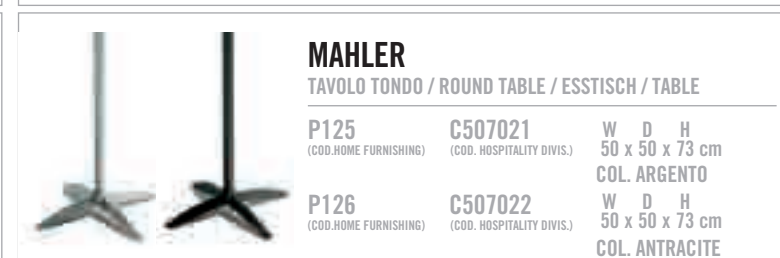 MAHLER
TAVOLO TONDO / ROUND TABLE / ESSTISCH / TABLE
P125 C507021 W D H
(COD.HOME FURNISHING) (COD. HOSPITALITY DIVIS.) 50 x 50 x 73 cm
COL. ARGENTO
P126 C507022 W D H
(COD.HOME FURNISHING) (COD. HOSPITALITY DIVIS.) 50 x 50 x 73 cm
COL. ANTRACITE